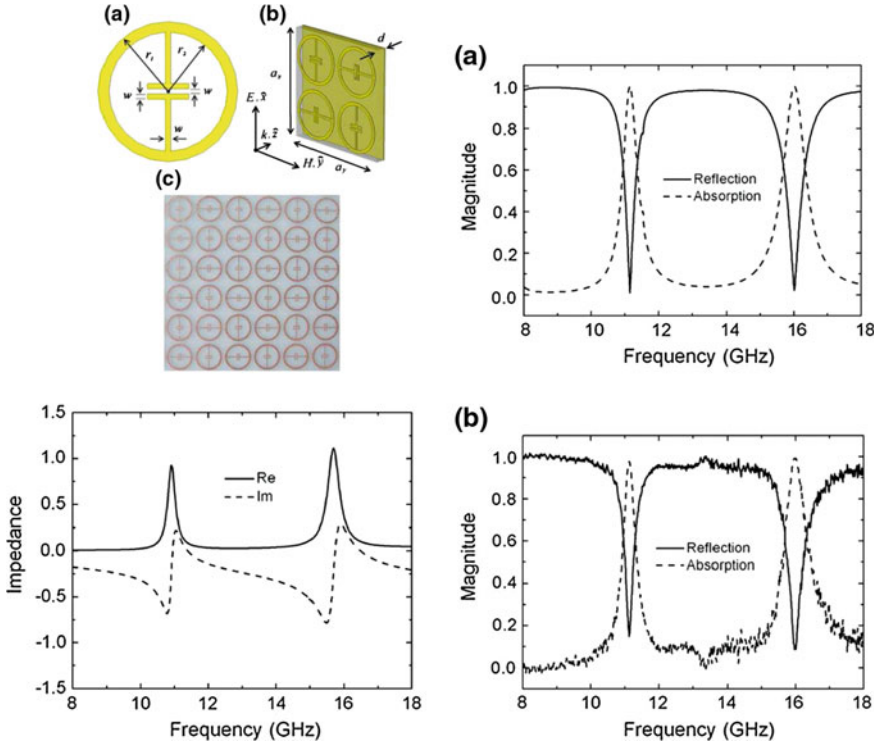 (a)
r₁
r₂
w
w
w
(b)
d
aₓ
a_y
E.x̂
k.ẑ
H.ŷ
(c)
(a)
Magnitude
1.0
0.8
0.6
0.4
0.2
0.0
Reflection
Absorption
8 10 12 14 16 18
Frequency (GHz)
Impedance
1.5
1.0
0.5
0.0
-0.5
-1.0
-1.5
Re
Im
8 10 12 14 16 18
Frequency (GHz)
(b)
Magnitude
1.0
0.8
0.6
0.4
0.2
0.0
Reflection
Absorption
8 10 12 14 16 18
Frequency (GHz)